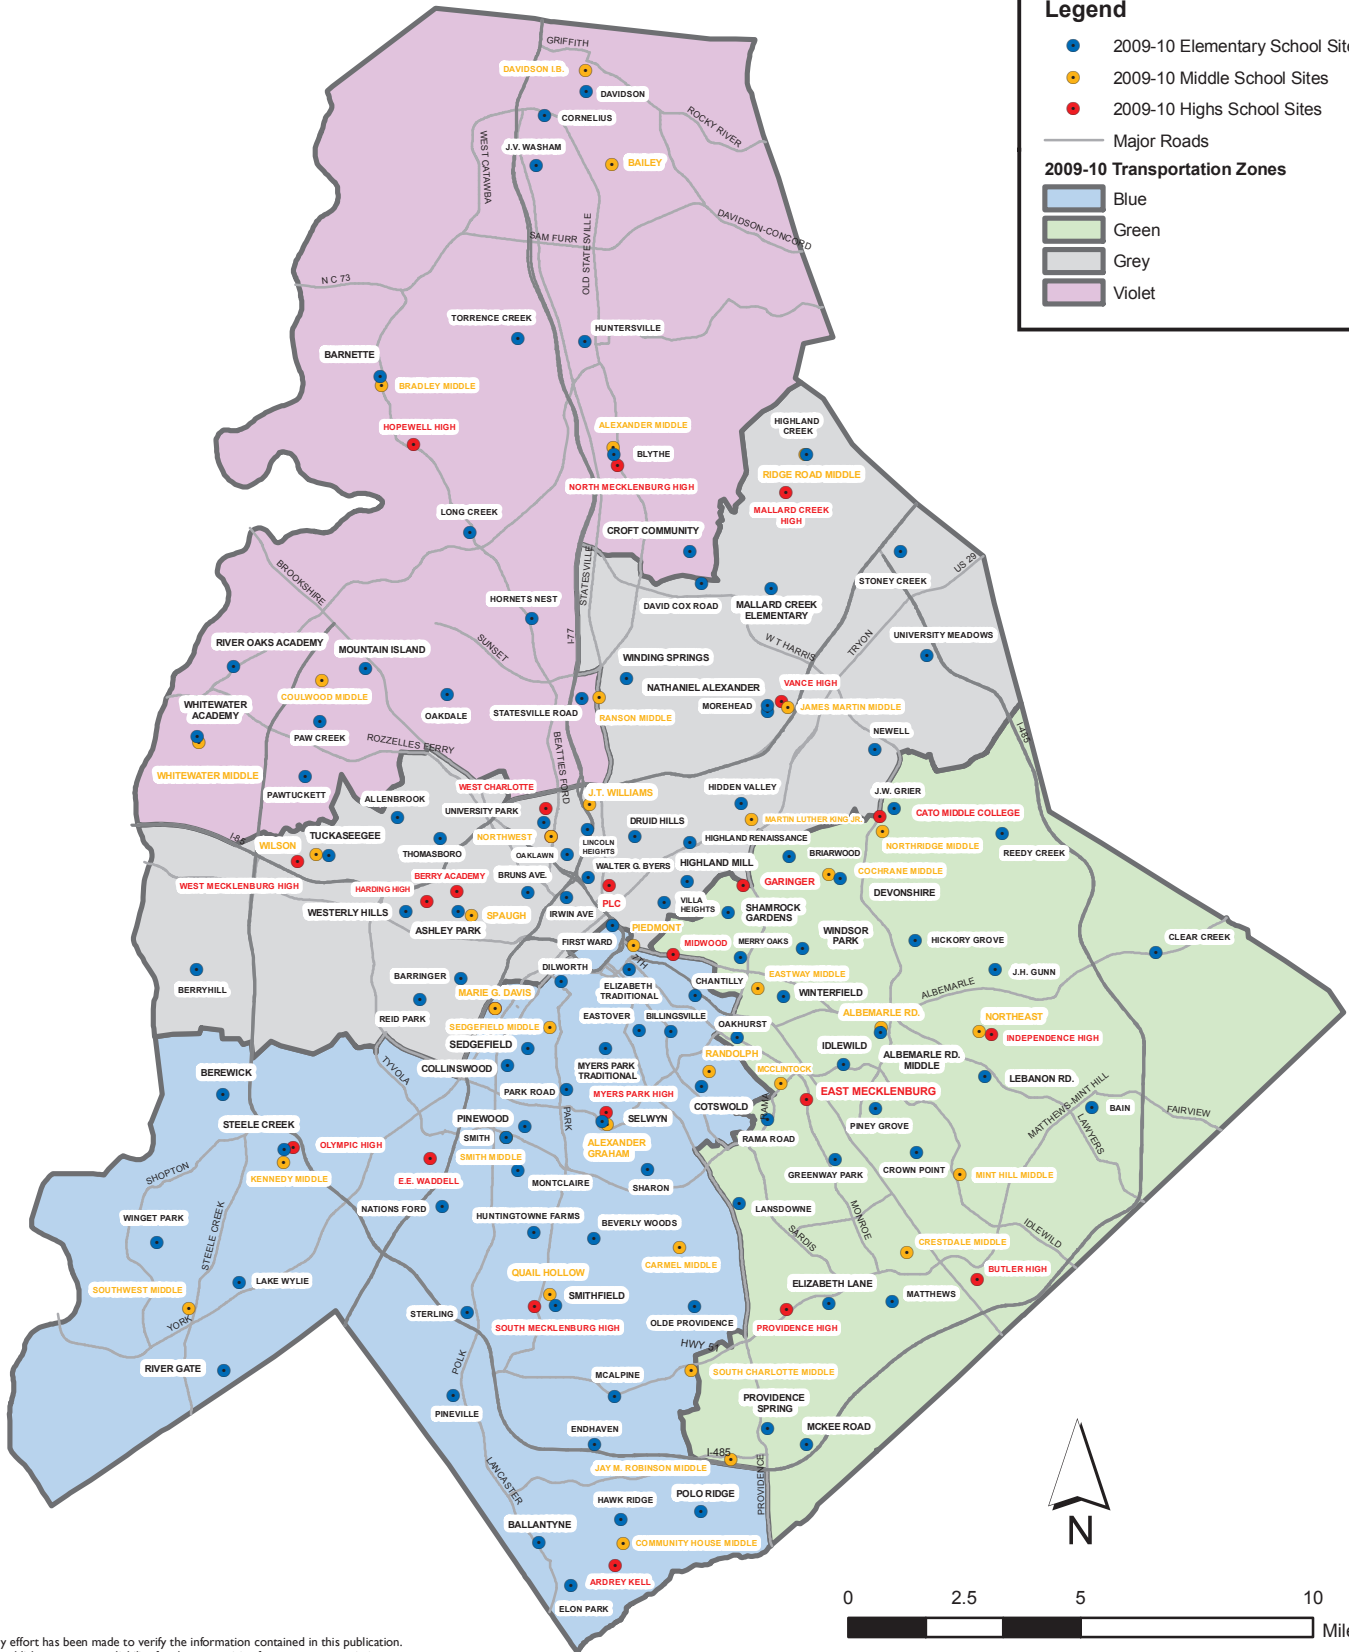 Legend
2009-10 Elementary School Sit
2009-10 Middle School Sites
2009-10 Highs School Sites
Major Roads
2009-10 Transportation Zones
Blue
Green
Grey
Violet
GRIFFITH
DAVIDSON I.B.
DAVIDSON
CORNELIUS
ROCKY RIVER
J.V. WASHAM
WEST CATAWBA
BAILEY
OLD STATESVILLE
SAM FURR
DAVIDSON-CONCORD
N C 73
TORRENCE CREEK
HUNTERSVILLE
BARNETTE
BRADLEY MIDDLE
HOPEWELL HIGH
ALEXANDER MIDDLE
BLYTHE
NORTH MECKLENBURG HIGH
HIGHLAND
CREEK
RIDGE ROAD MIDDLE
MALLARD CREEK
HIGH
LONG CREEK
CROFT COMMUNITY
STATESVILLE
BROOKSHIRE
STONEY CREEK
US 29
HORNETS NEST
DAVID COX ROAD
MALLARD CREEK
ELEMENTARY
I-77
SUNSET
W T HARRIS
TRYON
UNIVERSITY MEADOWS
RIVER OAKS ACADEMY
MOUNTAIN ISLAND
WINDING SPRINGS
COULWOOD MIDDLE
NATHANIEL ALEXANDER
VANCE HIGH
WHITEWATER
ACADEMY
OAKDALE
STATESVILLE ROAD
RANSON MIDDLE
MOREHEAD
JAMES MARTIN MIDDLE
PAW CREEK
ROZZELLES FERRY
BEATTIES FORD
NEWELL
I-485
WHITEWATER MIDDLE
PAWTUCKETT
WEST CHARLOTTE
J.T. WILLIAMS
HIDDEN VALLEY
J.W. GRIER
ALLENBROOK
UNIVERSITY PARK
MARTIN LUTHER KING JR.
CATO MIDDLE COLLEGE
I-85
TUCKASEEGEE
WILSON
THOMASBORO
NORTHWEST
OAKLAWN
LINCOLN
HEIGHTS
DRUID HILLS
HIGHLAND RENAISSANCE
BRIARWOOD
NORTHRIDGE MIDDLE
REEDY CREEK
WEST MECKLENBURG HIGH
HARDING HIGH
BERRY ACADEMY
BRUNS AVE.
WALTER G. BYERS
HIGHLAND MILL
GARINGER
COCHRANE MIDDLE
DEVONSHIRE
WESTERLY HILLS
ASHLEY PARK
SPAUGH
IRWIN AVE
PLC
VILLA
HEIGHTS
SHAMROCK
GARDENS
PIEDMONT
FIRST WARD
MIDWOOD
MERRY OAKS
WINDSOR
PARK
HICKORY GROVE
CLEAR CREEK
7TH
DILWORTH
BERRYHILL
BARRINGER
MARIE G. DAVIS
REID PARK
ELIZABETH
TRADITIONAL
CHANTILLY
EASTWAY MIDDLE
WINTERFIELD
J.H. GUNN
ALBEMARLE
SEDGEFIELD MIDDLE
SEDGEFIELD
EASTOVER
BILLINGSVILLE
OAKHURST
ALBEMARLE RD.
NORTHEAST
INDEPENDENCE HIGH
IDLEWILD
ALBEMARLE RD.
MIDDLE
COLLINSWOOD
MYERS PARK
TRADITIONAL
RANDOLPH
MCCLINTOCK
TYVOLA
BEREWICK
PARK ROAD
MYERS PARK HIGH
COTSWOLD
EAST MECKLENBURG
LEBANON RD.
BAIN
MATTHEWS-MINT HILL
FAIRVIEW
LAWYERS
STEELE CREEK
OLYMPIC HIGH
PINEWOOD
SMITH
PARK
SELWYN
RAMA
RAMA ROAD
PINEY GROVE
SMITH MIDDLE
ALEXANDER
GRAHAM
SHOPTON
KENNEDY MIDDLE
E.E. WADDELL
MONTCLAIRE
SHARON
GREENWAY PARK
CROWN POINT
MINT HILL MIDDLE
NATIONS FORD
LANSDOWNE
WINGET PARK
STEELE CREEK
HUNTINGTOWNE FARMS
BEVERLY WOODS
SARDIS
MONROE
IDLEWILD
CARMEL MIDDLE
CRESTDALE MIDDLE
SOUTHWEST MIDDLE
LAKE WYLIE
QUAIL HOLLOW
SMITHFIELD
ELIZABETH LANE
BUTLER HIGH
MATTHEWS
YORK
STERLING
SOUTH MECKLENBURG HIGH
OLDE PROVIDENCE
PROVIDENCE HIGH
HWY 51
RIVER GATE
POLK
MCALPINE
SOUTH CHARLOTTE MIDDLE
PINEVILLE
PROVIDENCE
SPRING
ENDHAVEN
MCKEE ROAD
I-485
JAY M. ROBINSON MIDDLE
LANCASTER
PROVIDENCE
HAWK RIDGE
POLO RIDGE
BALLANTYNE
COMMUNITY HOUSE MIDDLE
ARDREY KELL
ELON PARK
N
0 2.5 5 10
Mile
y effort has been made to verify the information contained in this publication.